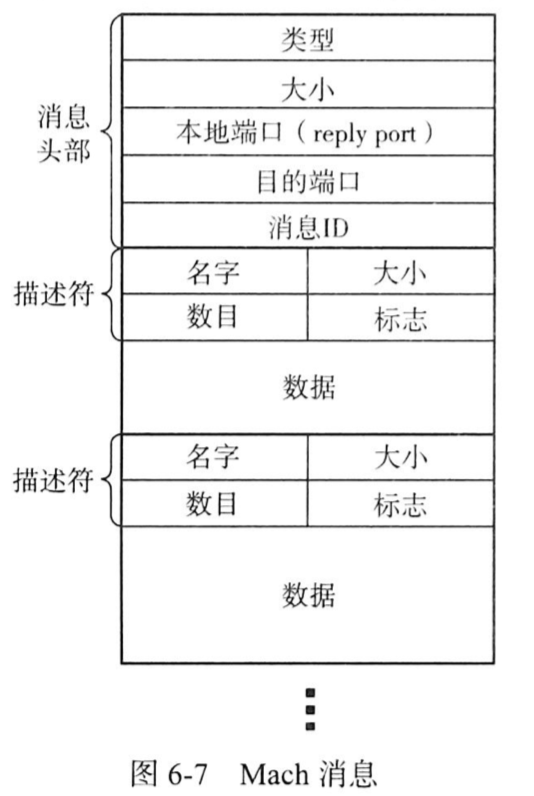 类型
大小
消息
头部
本地端口（reply port）
目的端口
消息ID
描述符
名字 大小
数目 标志
数据
描述符
名字 大小
数目 标志
数据
图 6-7 Mach 消息